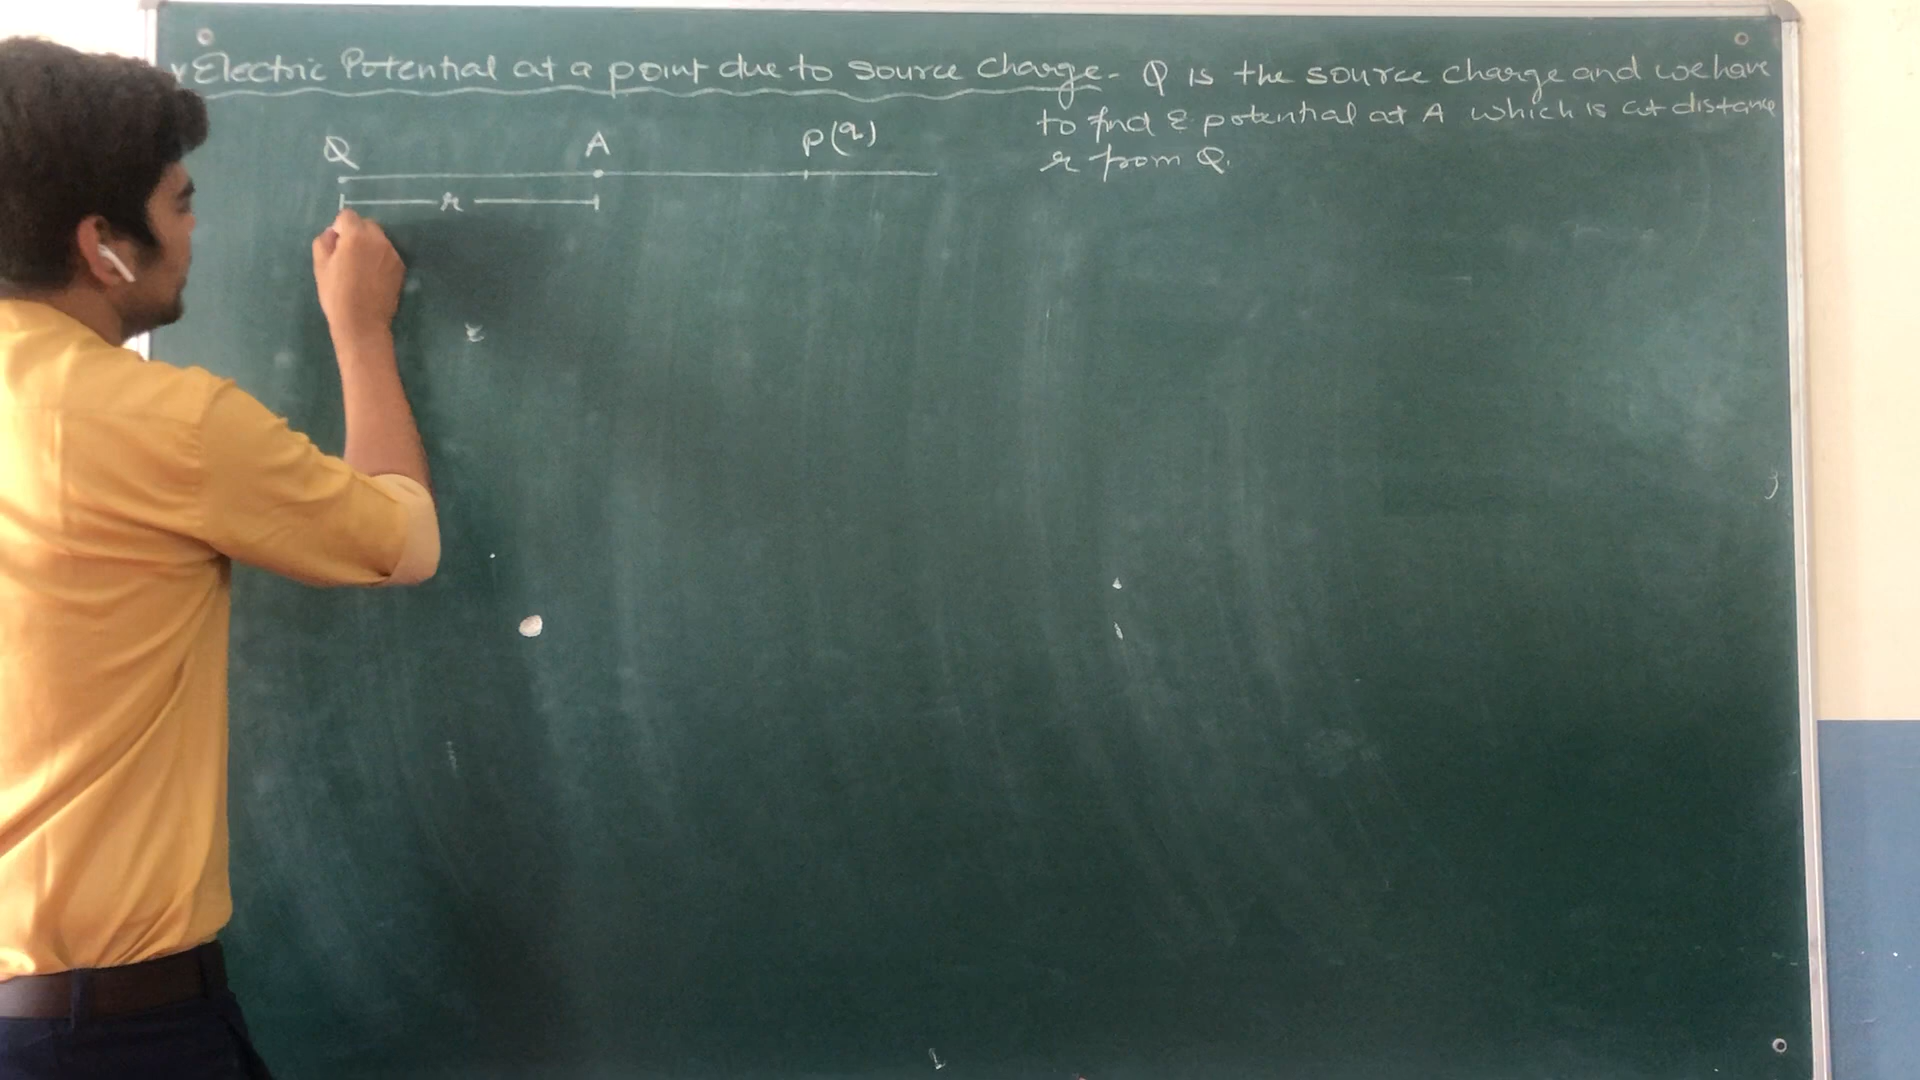 Electric Potential at a point due to source charge - Q is the source charge and we have
to find E potential at A which is at distance
r from Q.
Q A P(q)
r